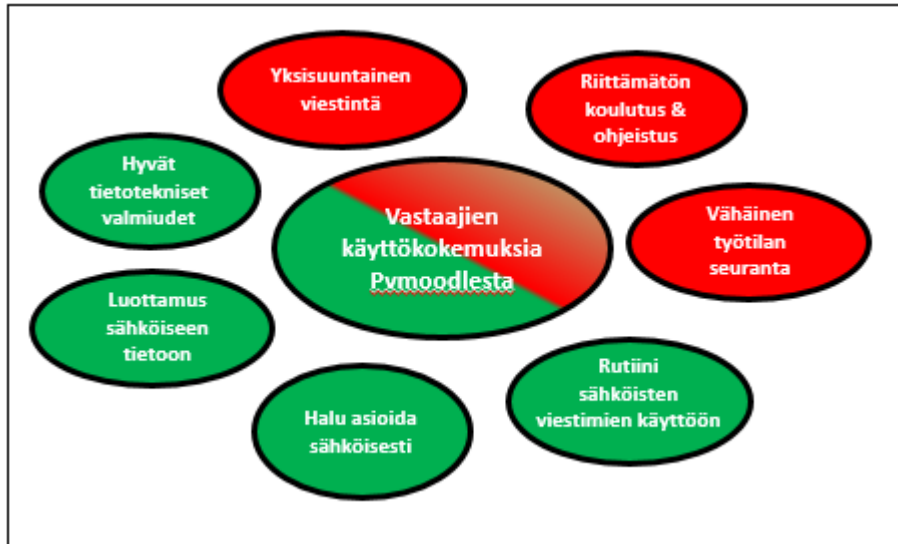 Yksisuuntainen
viestintä
Riittämätön
koulutus &
ohjeistus
Hyvät
tietotekniset
valmiudet
Vastaajien
käyttökokemuksia
Pvmoodlesta
Vähäinen
työtilan
seuranta
Luottamus
sähköiseen
tietoon
Halu asioida
sähköisesti
Rutiini
sähköisten
viestimien käyttöön